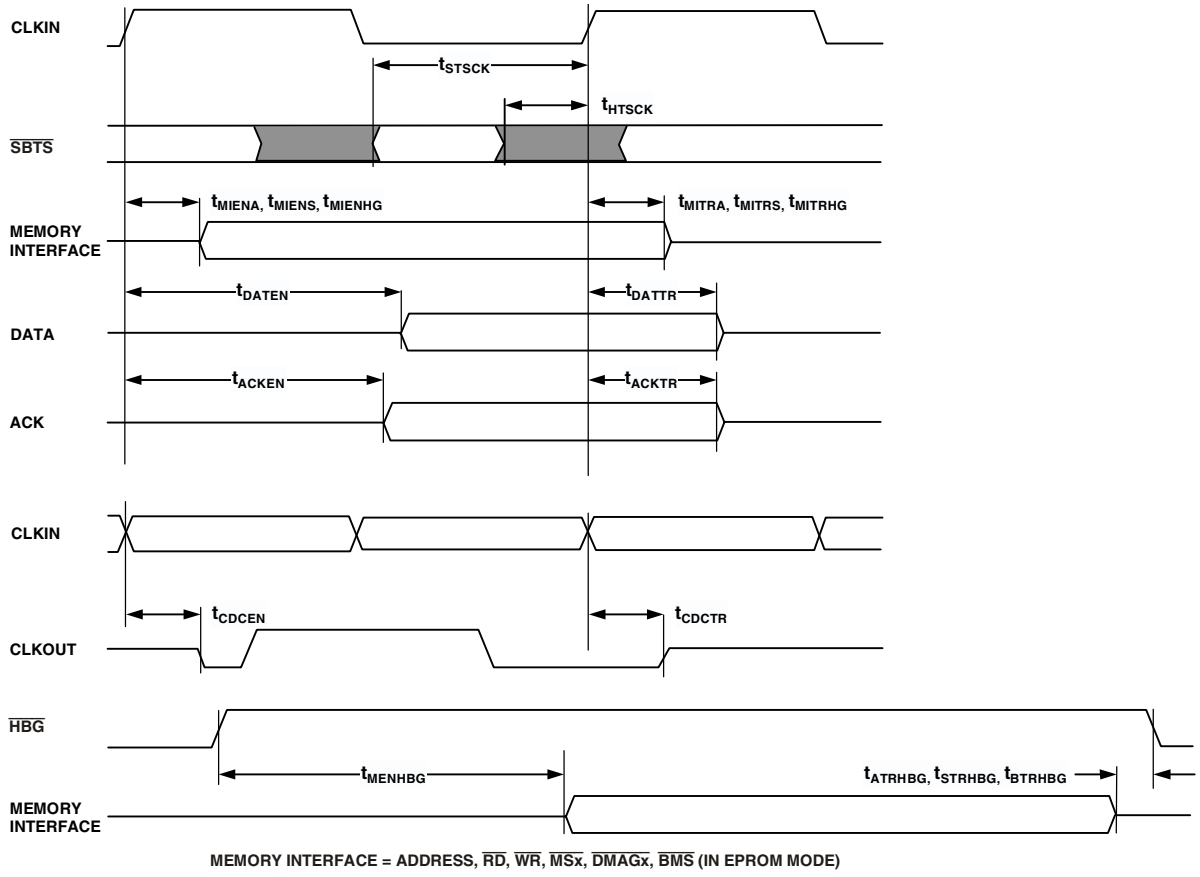 CLKIN
tSTSCK
tHTSCK
SBTS
tMIENA, tMIENS, tMIENHG
tMITRA, tMITRS, tMITRHG
MEMORY
INTERFACE
tDATEN
tDATTR
DATA
tACKEN
tACKTR
ACK
CLKIN
tCDCEN
tCDCTR
CLKOUT
HBG
tMENHBG
tATRHBG, tSTRHBG, tBTRHBG
MEMORY
INTERFACE
MEMORY INTERFACE = ADDRESS, RD, WR, MSx, DMAGx, BMS (IN EPROM MODE)